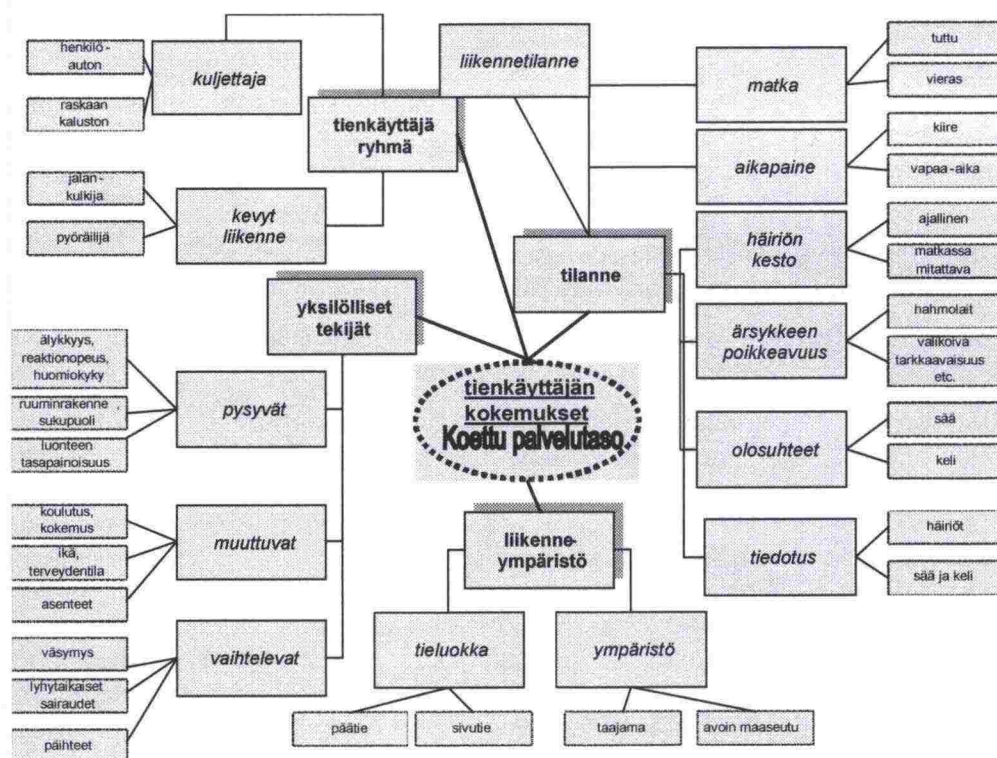 henkilö -
auton
raskaan
kaluston
kuljettaja
jalan-
kulkija
pyöräilijä
kevyt
liikenne
tienkäyttäjä
ryhmä
liikennetilanne
matka
tuttu
vieras
aikapaine
kiire
vapaa -aika
häiriön
kesto
ajallinen
matkassa
mitattava
tilanne
ärsykkeen
poikkeavuus
hahmolait
valikoiva
tarkkaavaisuus
etc.
olosuhteet
sää
keli
tiedotus
häiriöt
sää ja keli
yksilölliset
tekijät
älykkyys,
reaktionopeus,
huomiokyky
ruumiinrakenne ,
sukupuoli
luonteen
tasapainoisuus
pysyvät
koulutus,
kokemus
ikä,
terveydentila
asenteet
muuttuvat
väsymys
lyhytaikaiset
sairaudet
päihteet
vaihtelevat
tienkäyttäjän
kokemukset
Koettu palvelutaso
liikenne-
ympäristö
tieluokka
ympäristö
päätie
sivutie
taajama
avoin maaseutu